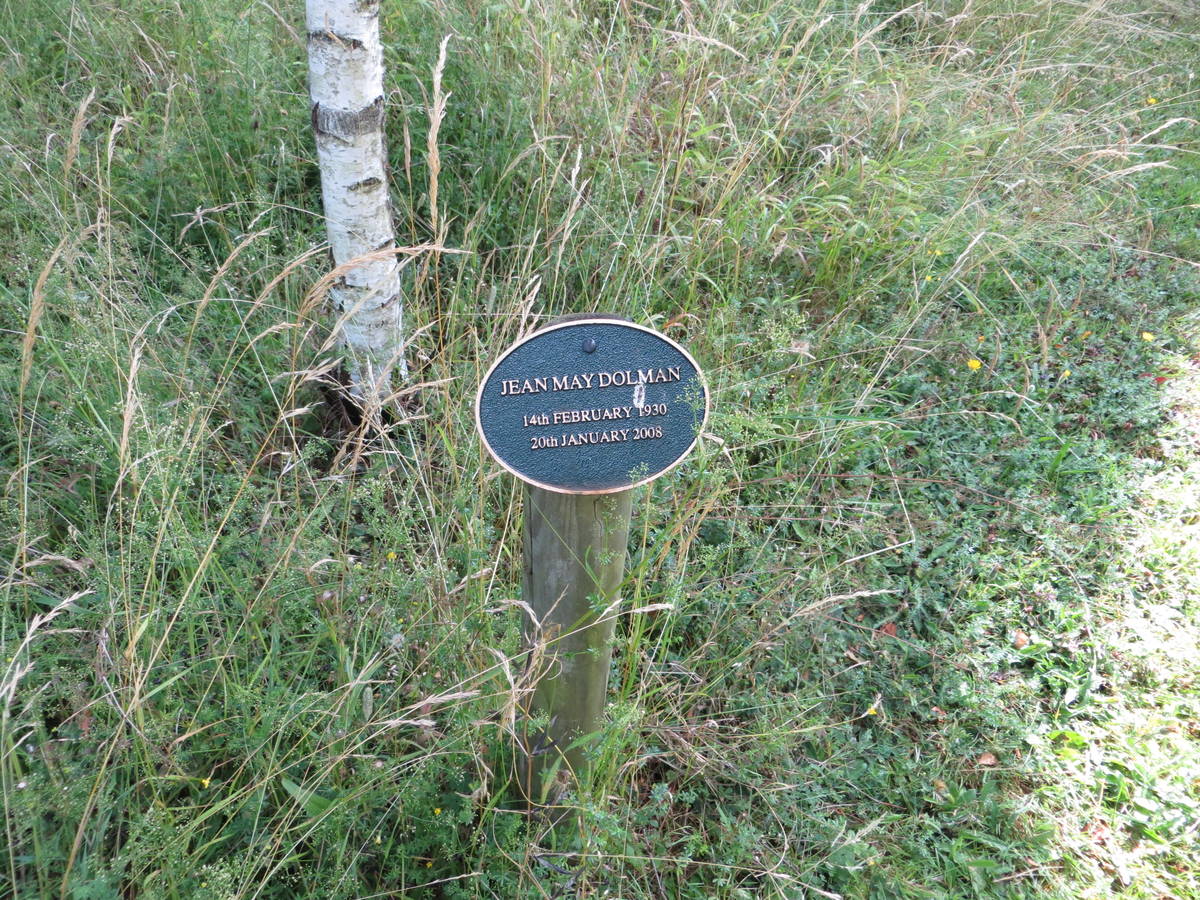 JEAN MAY DOLMAN
14th FEBRUARY 1930
20th JANUARY 2008